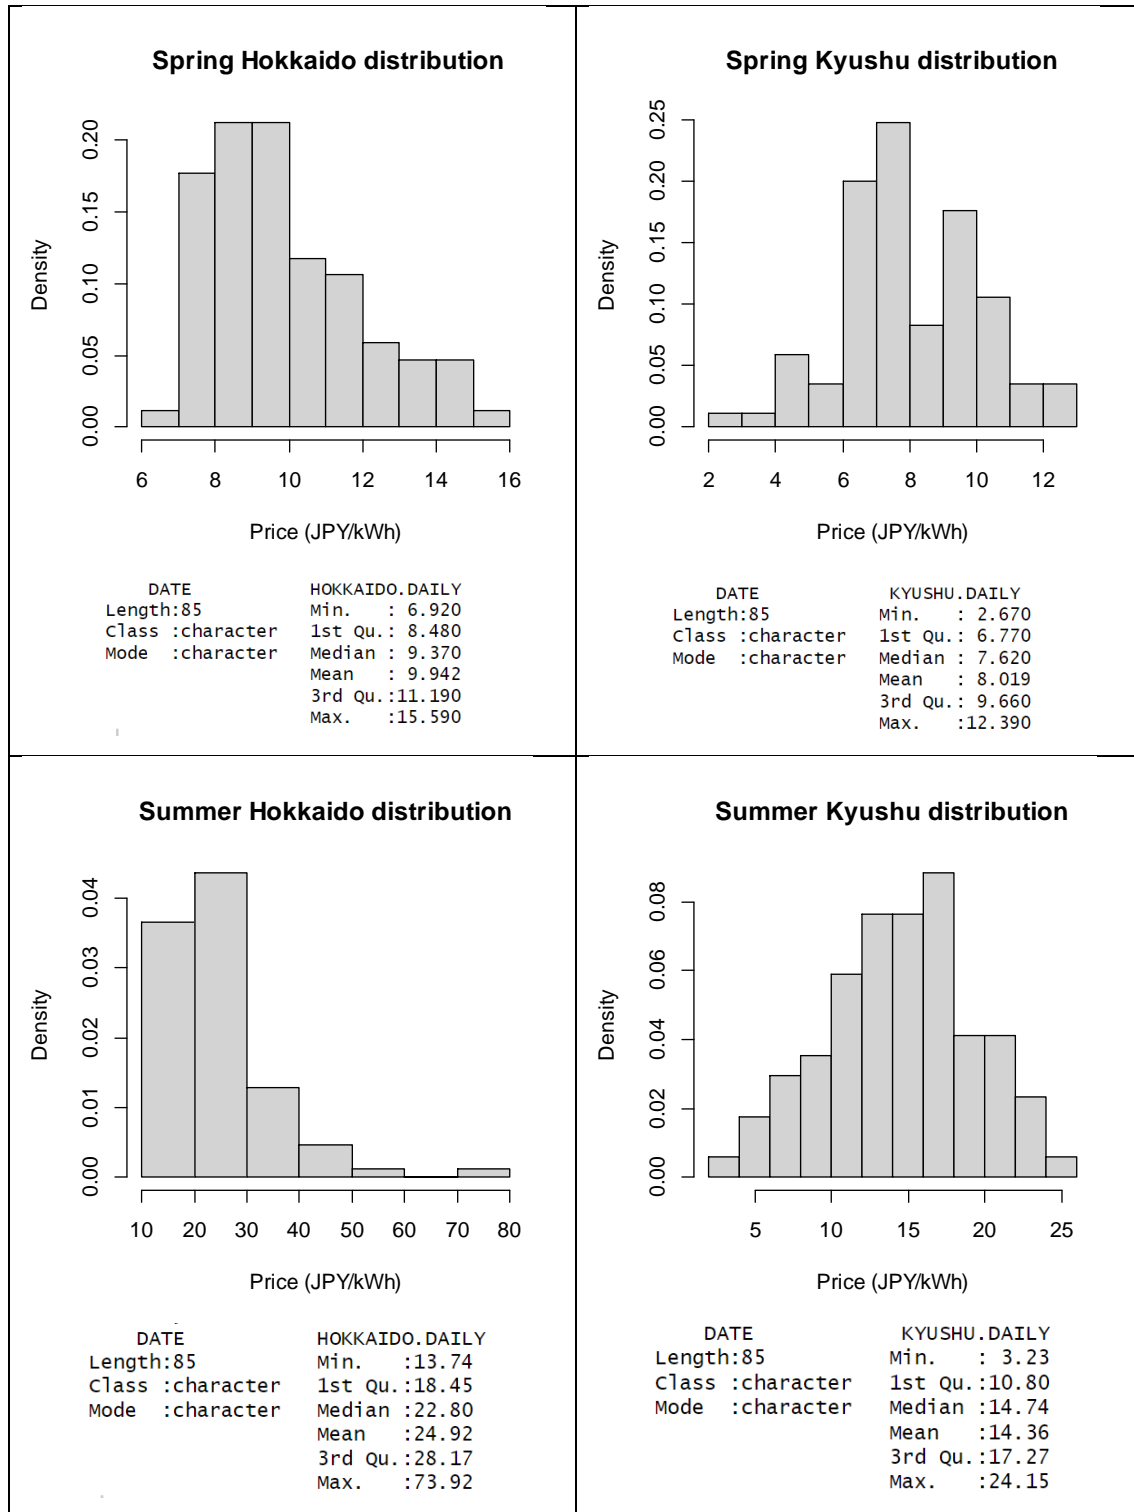 Spring Hokkaido distribution
Density
0.00 0.05 0.10 0.15 0.20
6 8 10 12 14 16
Price (JPY/kWh)
DATE HOKKAIDO.DAILY
Length:85 Min. : 6.920
Class :character 1st Qu.: 8.480
Mode :character Median : 9.370
Mean : 9.942
3rd Qu.:11.190
Max. :15.590
Spring Kyushu distribution
Density
0.00 0.05 0.10 0.15 0.20 0.25
2 4 6 8 10 12
Price (JPY/kWh)
DATE KYUSHU.DAILY
Length:85 Min. : 2.670
Class :character 1st Qu.: 6.770
Mode :character Median : 7.620
Mean : 8.019
3rd Qu.: 9.660
Max. :12.390
Summer Hokkaido distribution
Density
0.00 0.01 0.02 0.03 0.04
10 20 30 40 50 60 70 80
Price (JPY/kWh)
DATE HOKKAIDO.DAILY
Length:85 Min. :13.74
Class :character 1st Qu.:18.45
Mode :character Median :22.80
Mean :24.92
3rd Qu.:28.17
Max. :73.92
Summer Kyushu distribution
Density
0.00 0.02 0.04 0.06 0.08
5 10 15 20 25
Price (JPY/kWh)
DATE KYUSHU.DAILY
Length:85 Min. : 3.23
Class :character 1st Qu.:10.80
Mode :character Median :14.74
Mean :14.36
3rd Qu.:17.27
Max. :24.15